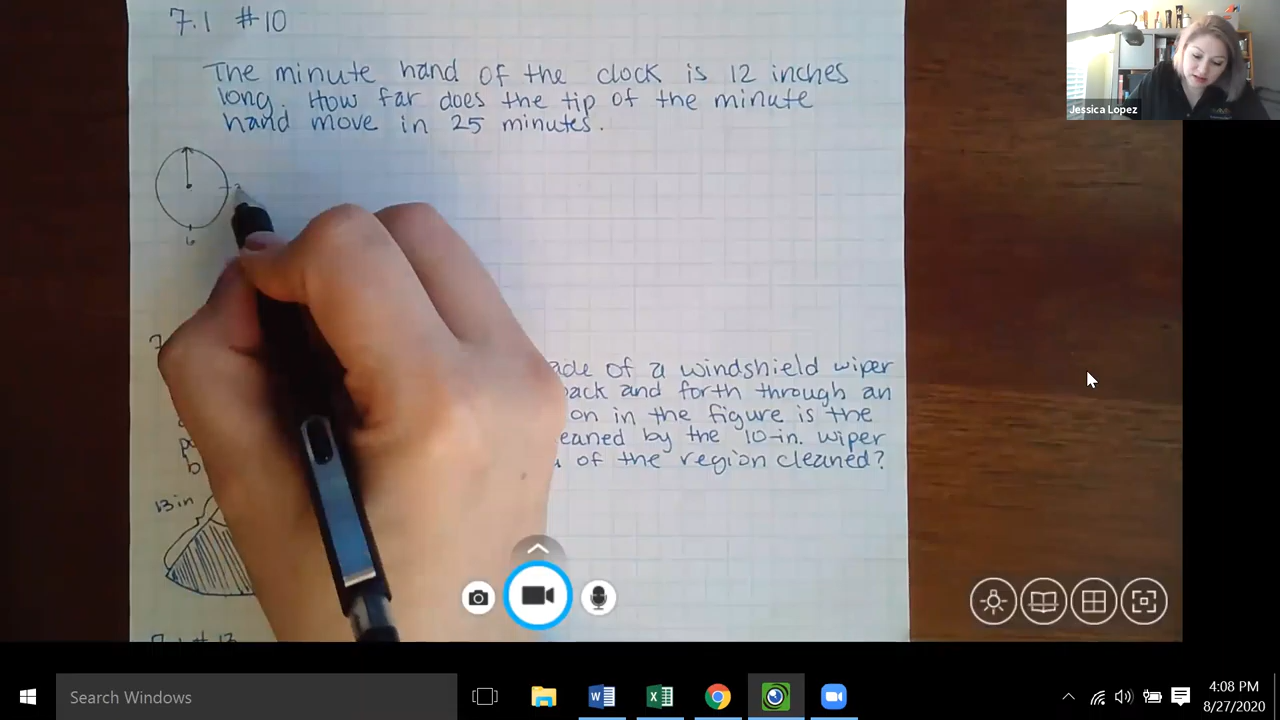 7.1 #10
The minute hand of the clock is 12 inches
long. How far does the tip of the minute
hand move in 25 minutes.
6
of a windshield wiper
back and forth through an
on in the figure is the
by the 10-in. wiper
of the region cleaned?
13 in
Jessica Lopez
Search Windows
4:08 PM
8/27/2020